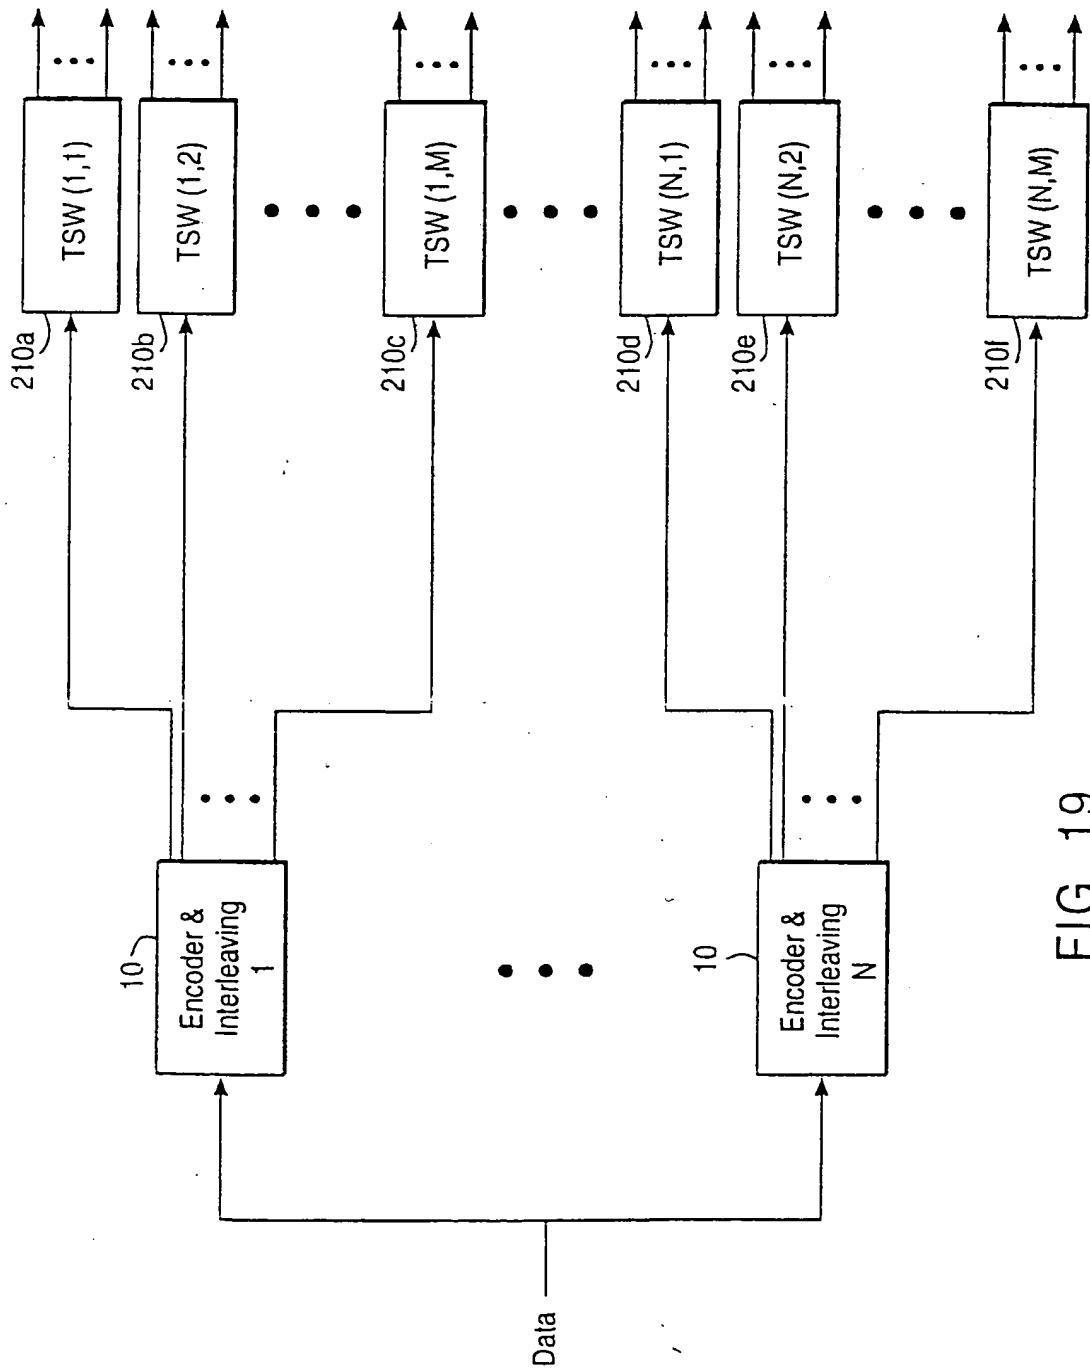 Data
10
Encoder &
Interleaving
1
10
Encoder &
Interleaving
N
210a
TSW (1,1)
210b
TSW (1,2)
210c
TSW (1,M)
210d
TSW (N,1)
210e
TSW (N,2)
210f
TSW (N,M)
FIG 19